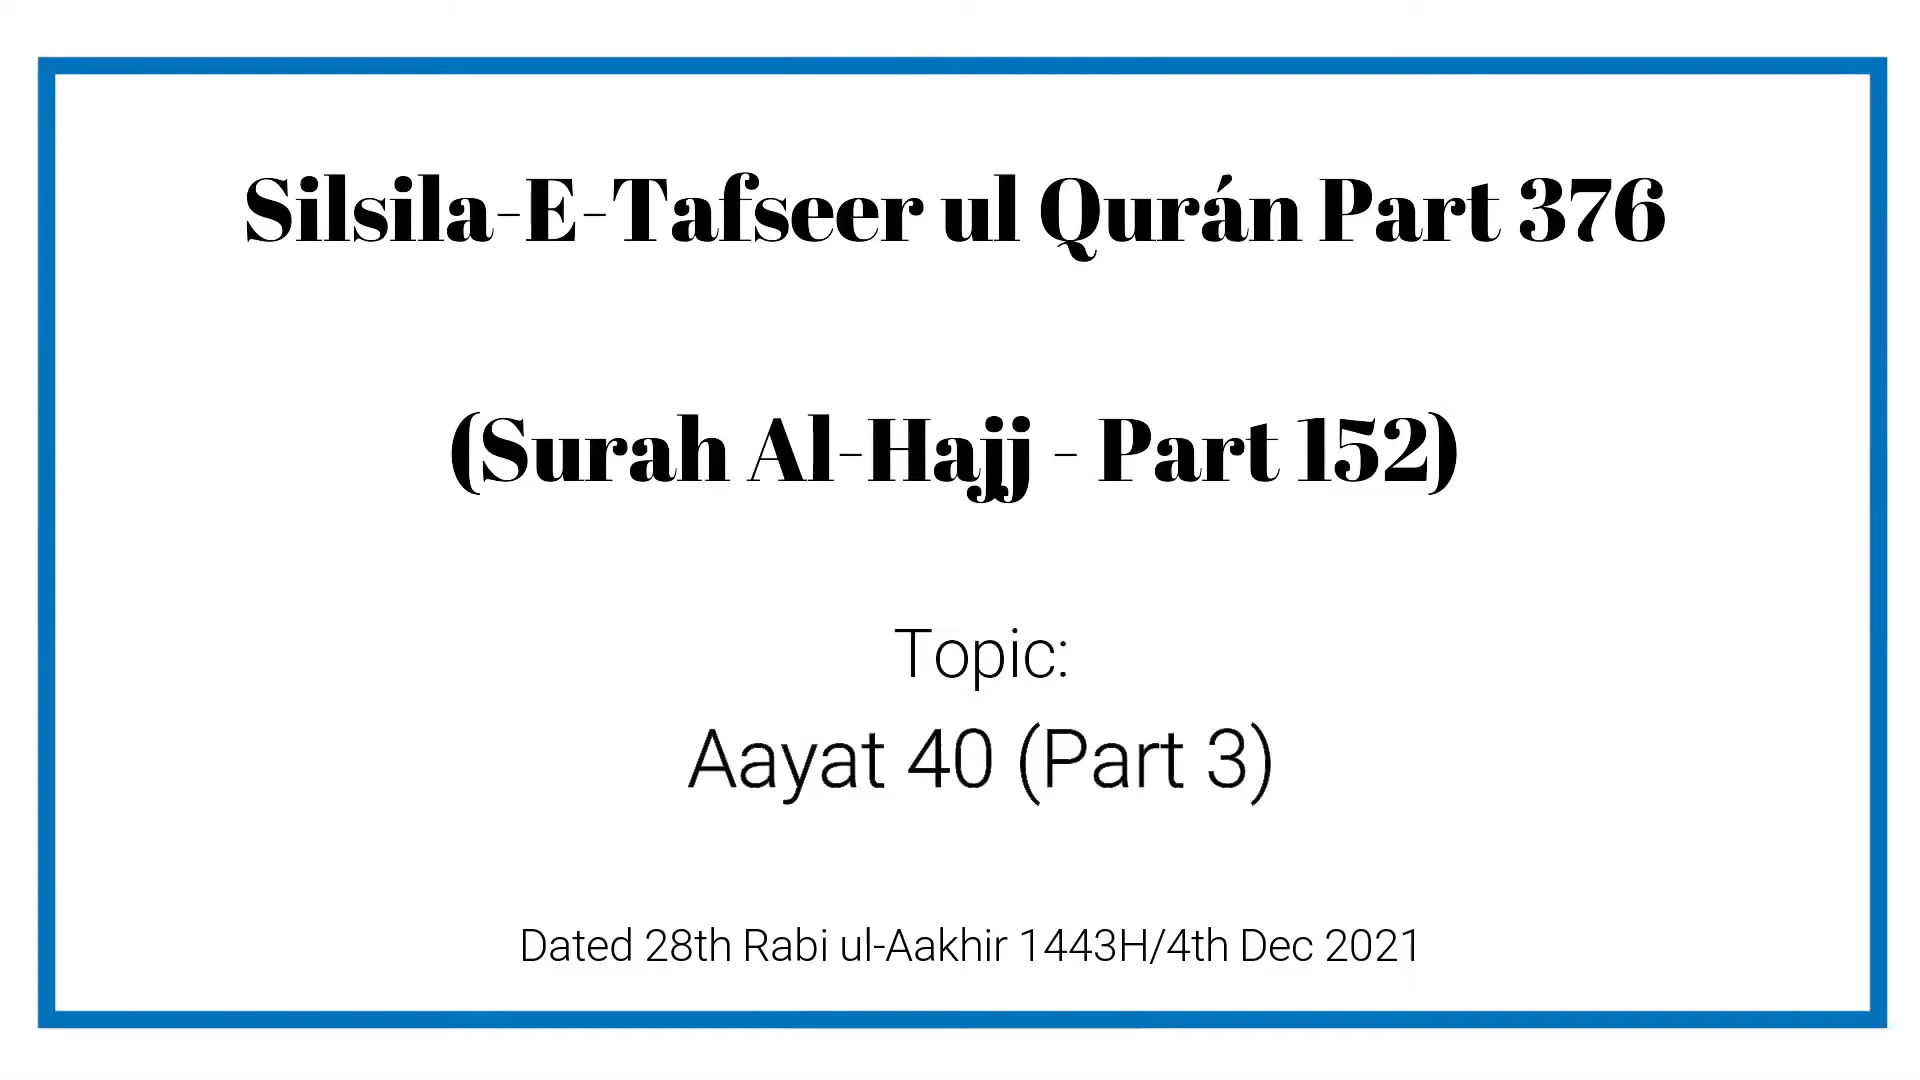 Silsila-E-Tafseer ul Qurán Part 376
(Surah Al-Hajj - Part 152)
Topic:
Aayat 40 (Part 3)
Dated 28th Rabi ul-Aakhir 1443H/4th Dec 2021